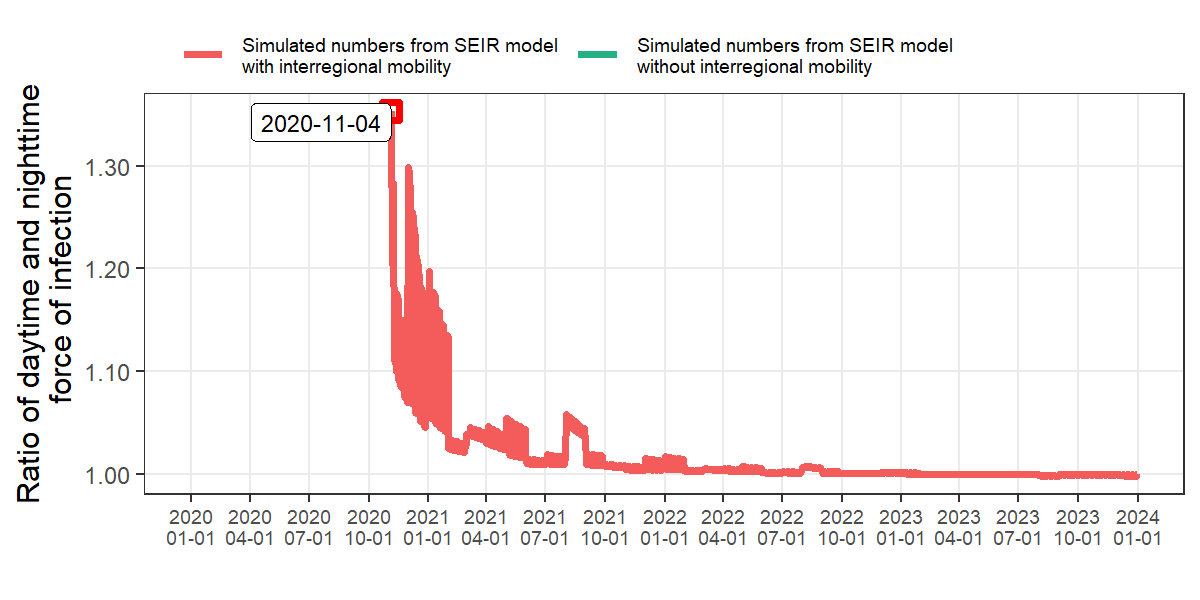 Simulated numbers from SEIR model
with interregional mobility
Simulated numbers from SEIR model
without interregional mobility
Ratio of daytime and nighttime
force of infection
2020-11-04
1.30
1.20
1.10
1.00
2020 2020 2020 2020 2021 2021 2021 2021 2022 2022 2022 2022 2023 2023 2023 2023 2024
01-01 04-01 07-01 10-01 01-01 04-01 07-01 10-01 01-01 04-01 07-01 10-01 01-01 04-01 07-01 10-01 01-01